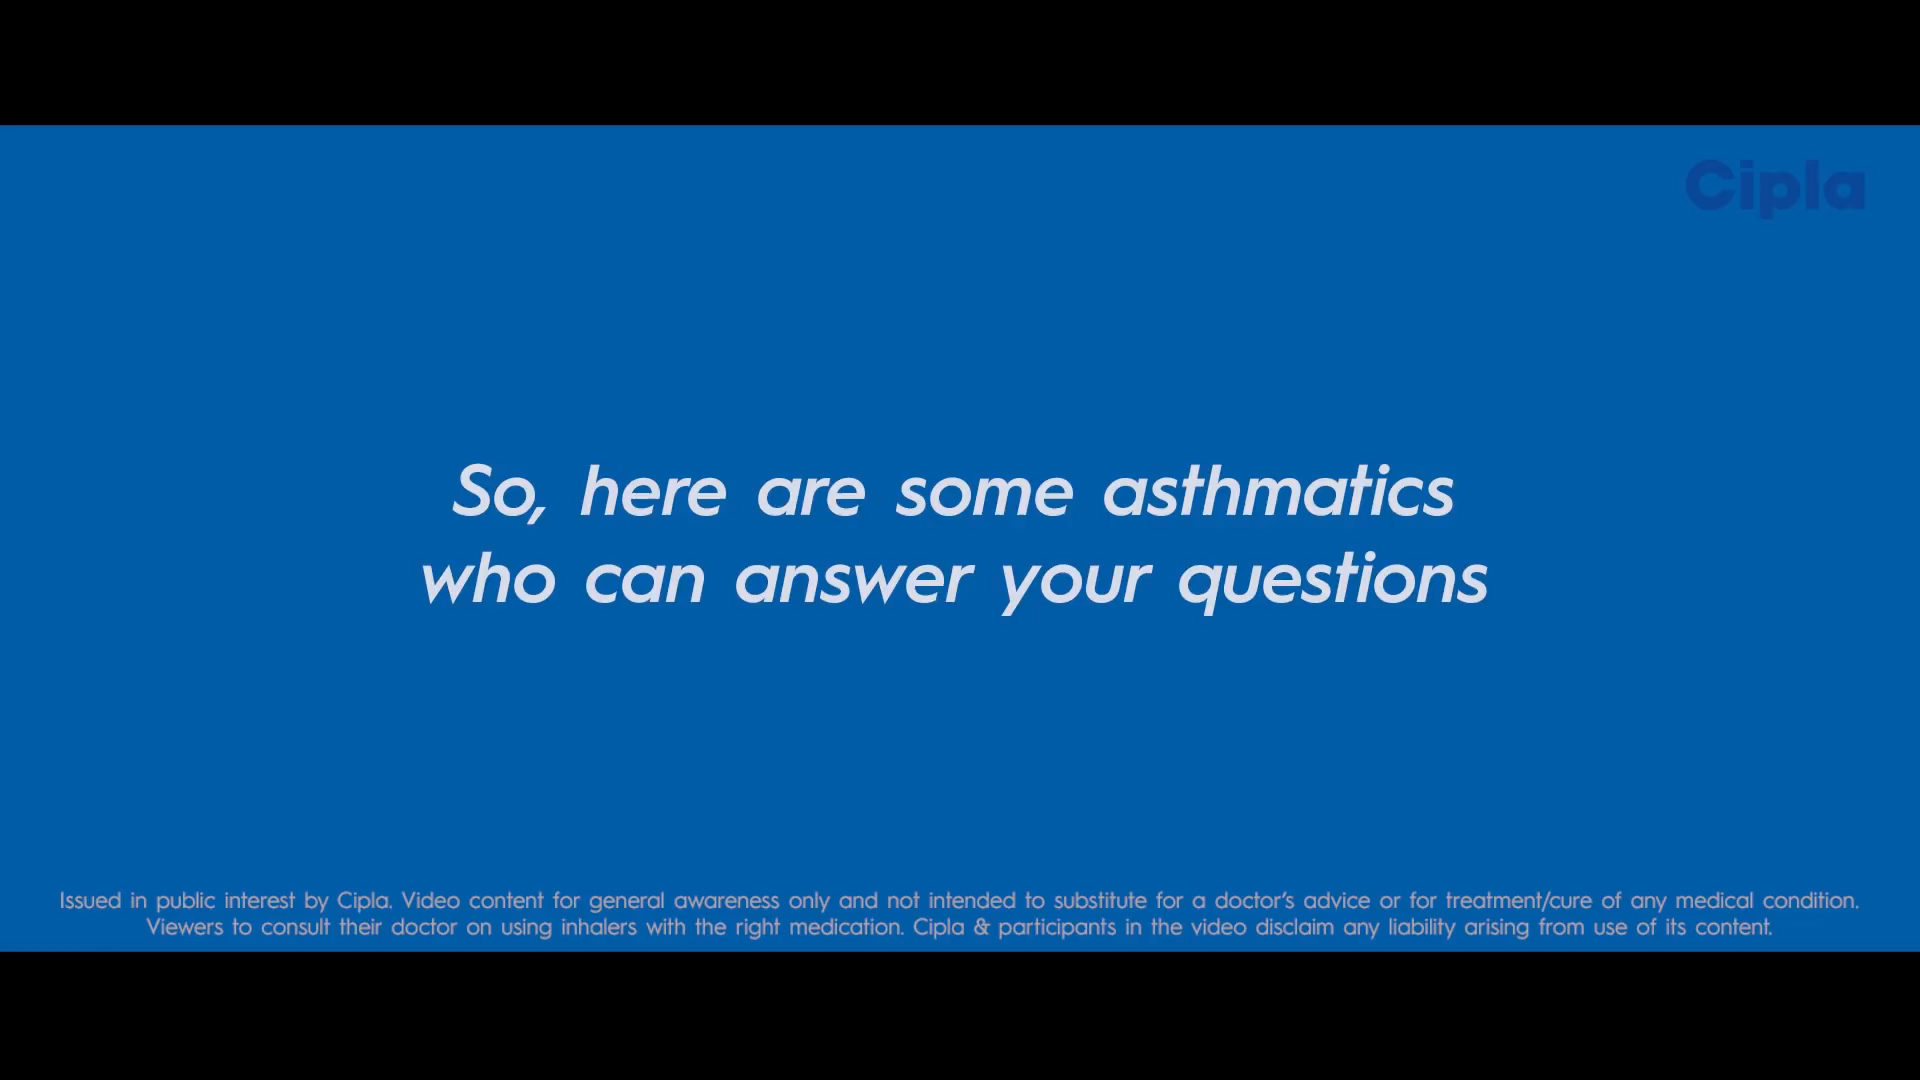 Cipla
So, here are some asthmatics
who can answer your questions
Issued in public interest by Cipla. Video content for general awareness only and not intended to substitute for a doctor's advice or for treatment/cure of any medical condition.
Viewers to consult their doctor on using inhalers with the right medication. Cipla & participants in the video disclaim any liability arising from use of its content.